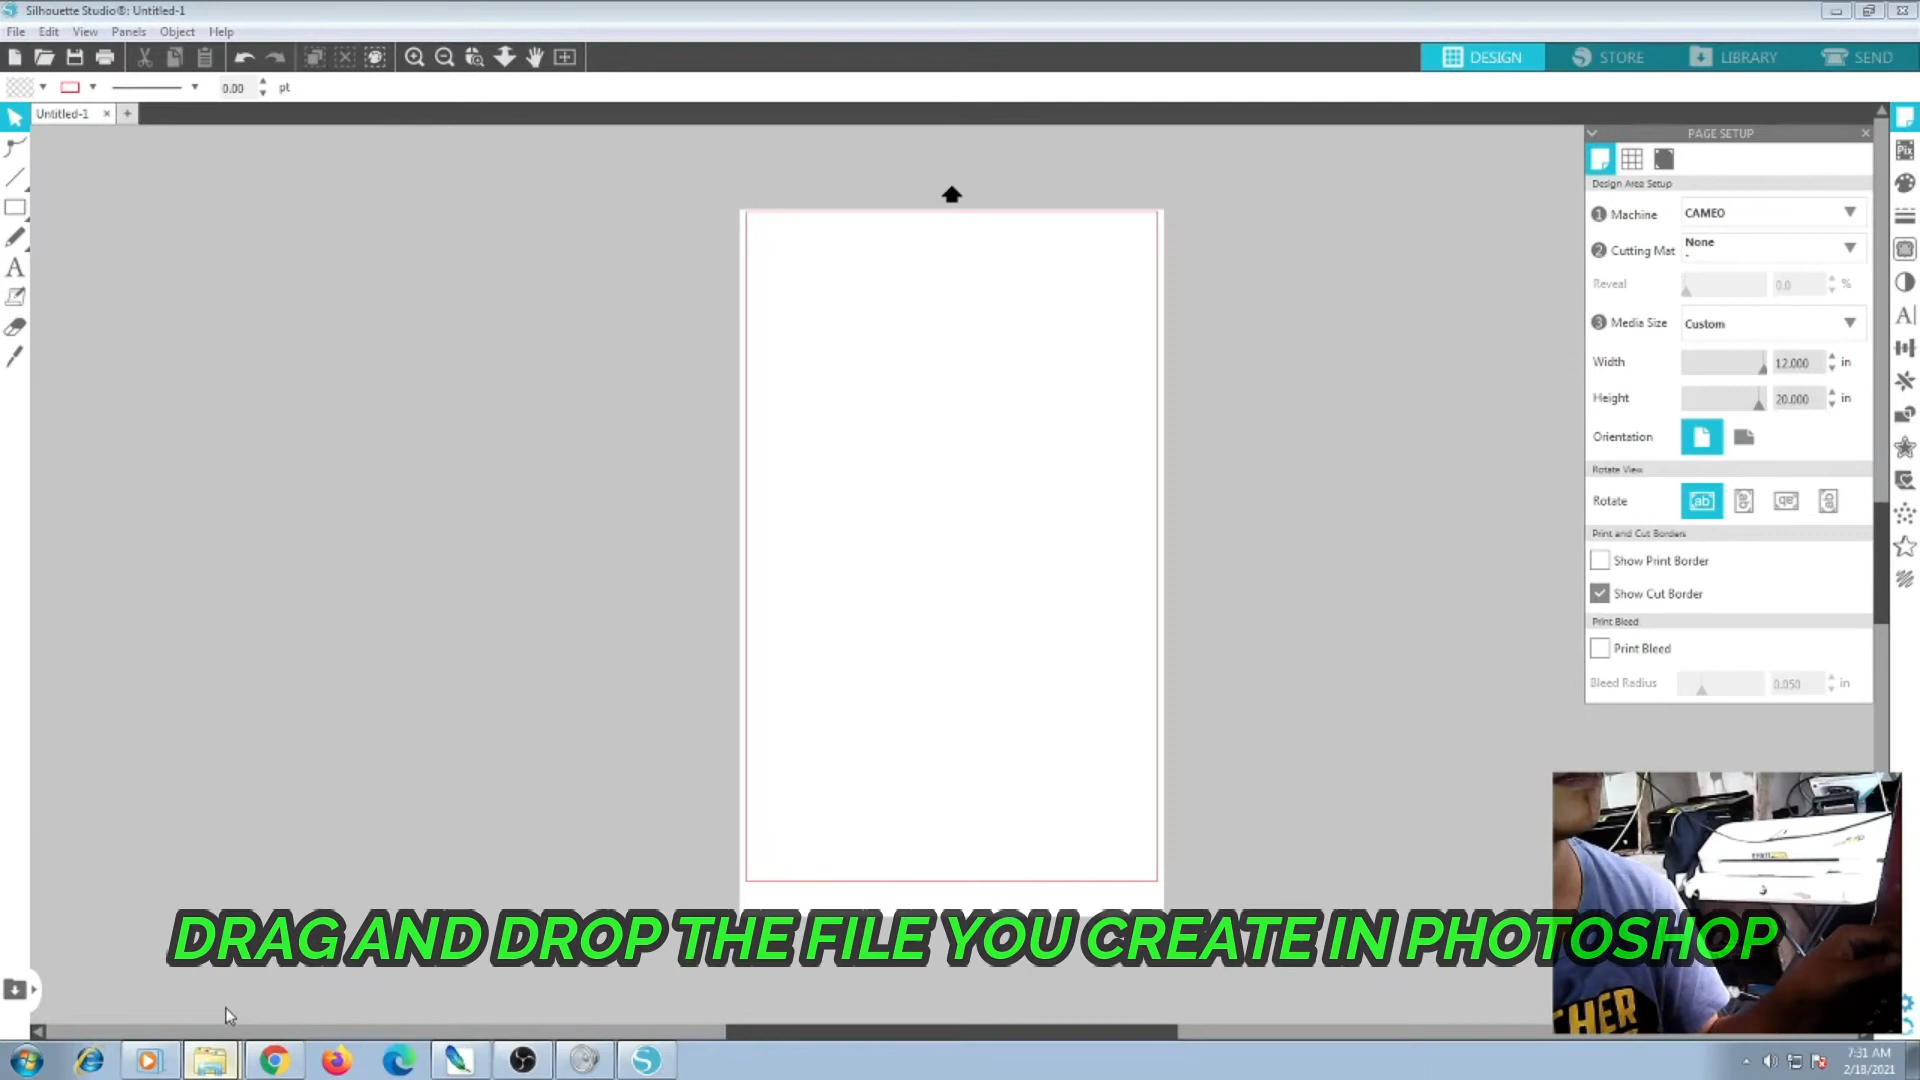 Silhouette Studio®: Untitled-1
File Edit View Panels Object Help
DESIGN STORE LIBRARY SEND
0.00 pt
Untitled-1
PAGE SETUP
Design Area Setup
1 Machine CAMEO
2 Cutting Mat None
-
Reveal 0.0 %
3 Media Size Custom
Width 12.000 in
Height 20.000 in
Orientation
Rotate View
Rotate
Print and Cut Borders
Show Print Border
Show Cut Border
Print Bleed
Print Bleed
Bleed Radius 0.050 in
DRAG AND DROP THE FILE YOU CREATE IN PHOTOSHOP
7:31 AM
2/18/2021